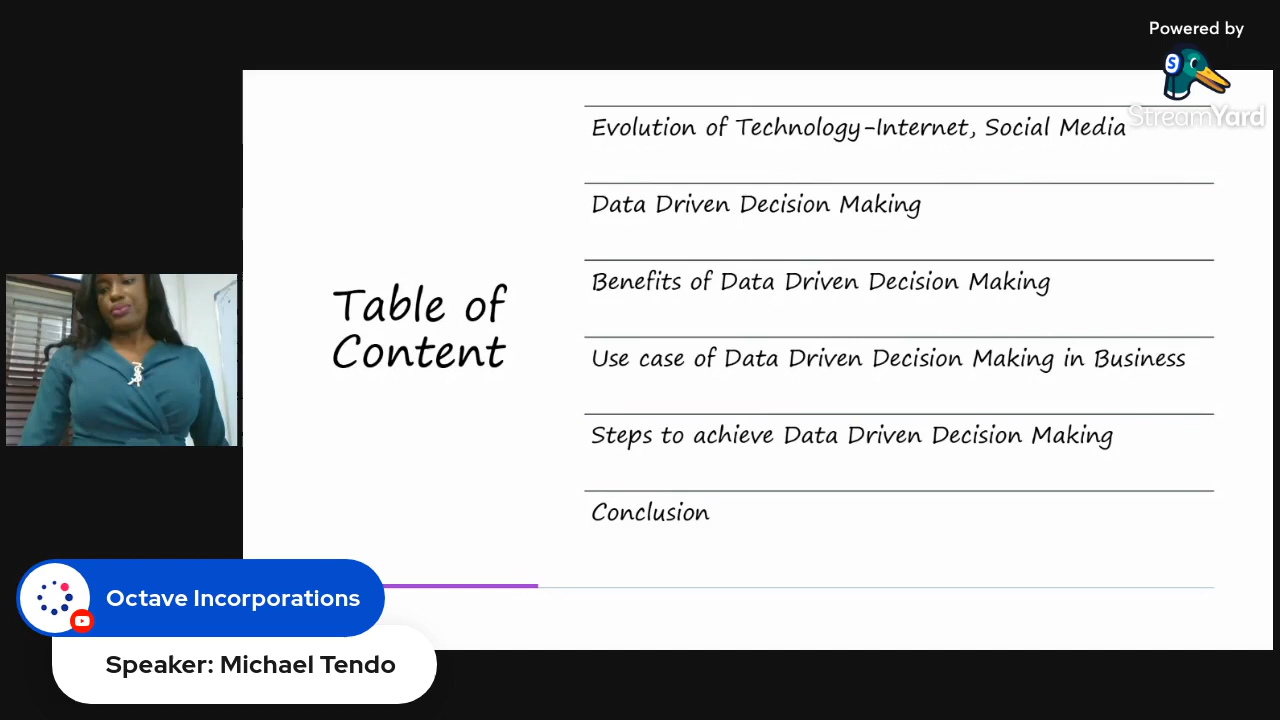 Powered by
StreamYard
Evolution of Technology-Internet, Social Media
Data Driven Decision Making
Benefits of Data Driven Decision Making
Table of
Content
Use case of Data Driven Decision Making in Business
Steps to achieve Data Driven Decision Making
Conclusion
Octave Incorporations
Speaker: Michael Tendo